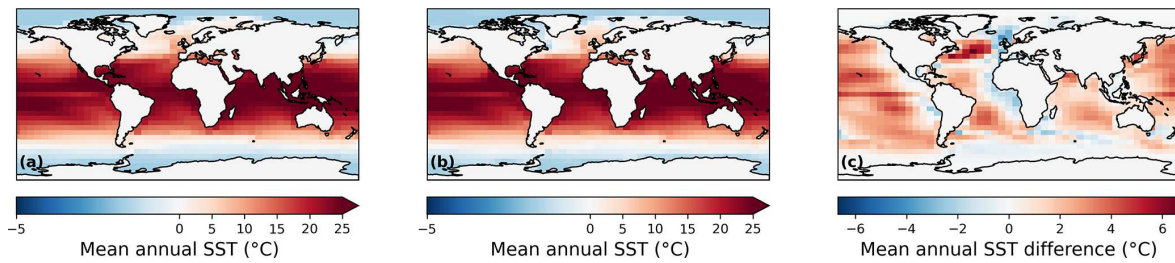 (a)
(b)
(c)
−5 0 5 10 15 20 25
−5 0 5 10 15 20 25
−6 −4 −2 0 2 4 6
Mean annual SST (°C)
Mean annual SST (°C)
Mean annual SST difference (°C)